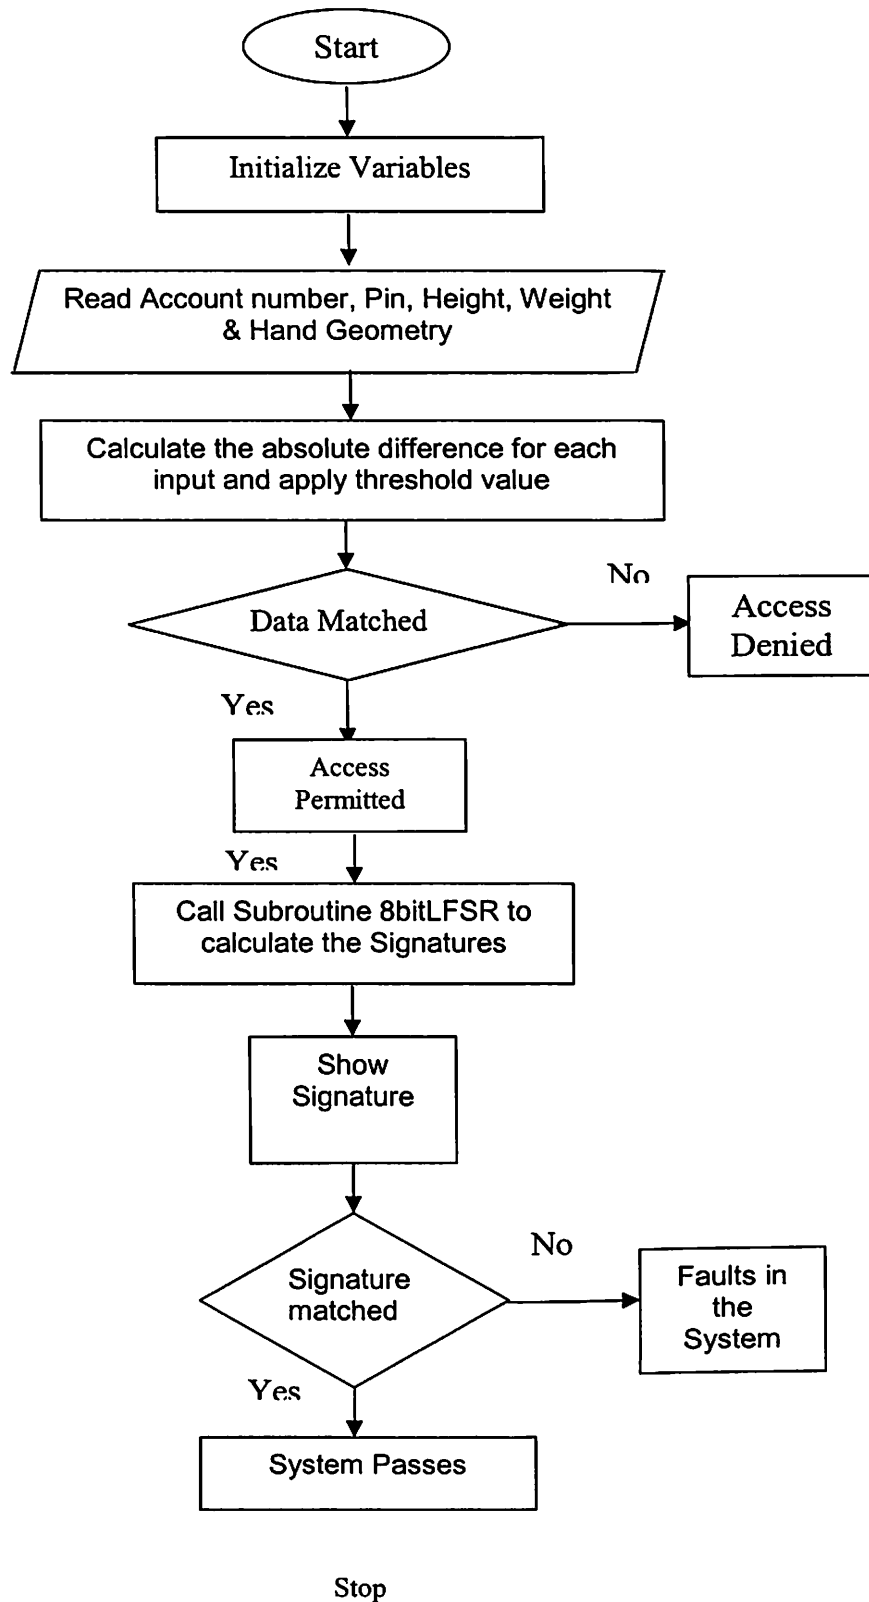 Start
Initialize Variables
Read Account number, Pin, Height, Weight
& Hand Geometry
Calculate the absolute difference for each
input and apply threshold value
Data Matched
No
Access
Denied
Yes
Access
Permitted
Yes
Call Subroutine 8bitLFSR to
calculate the Signatures
Show
Signature
Signature
matched
No
Faults in
the
System
Yes
System Passes
Stop